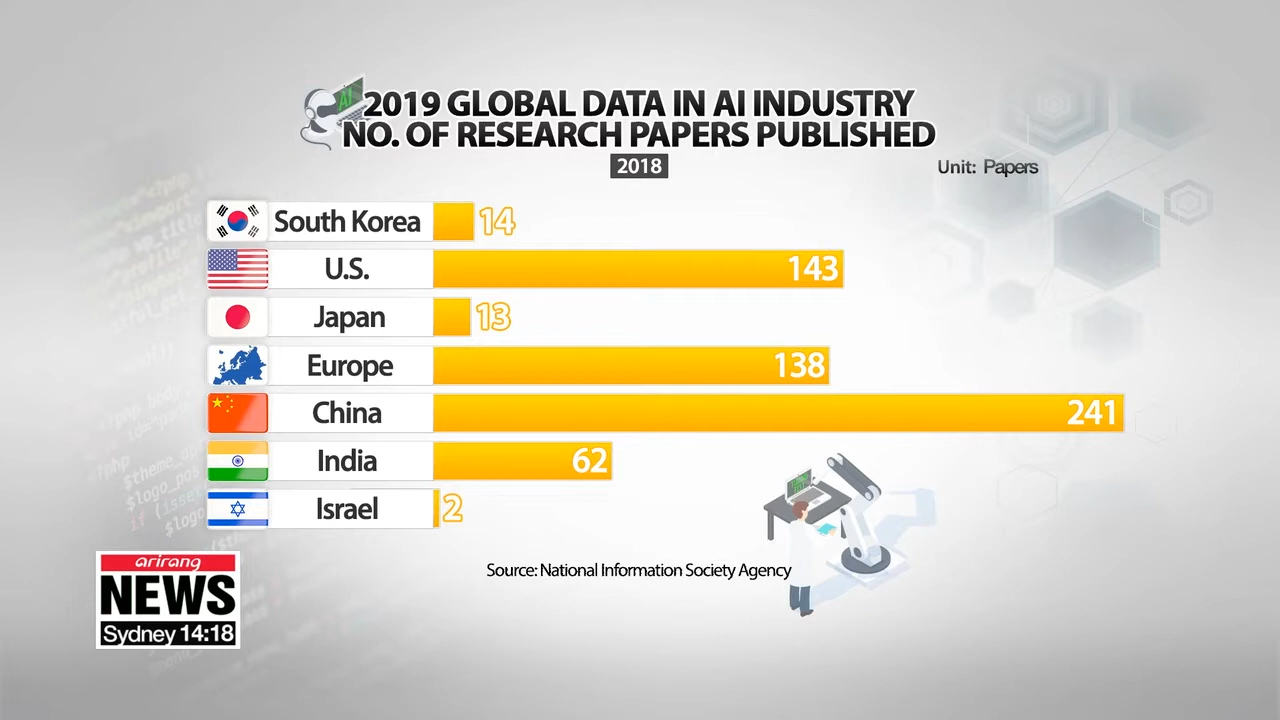 AI
2019 GLOBAL DATA IN AI INDUSTRY
NO. OF RESEARCH PAPERS PUBLISHED
2018
Unit: Papers
South Korea 14
U.S. 143
Japan 13
Europe 138
China 241
India 62
Israel 2
Source: National Information Society Agency
arirang
NEWS
Sydney 14:18